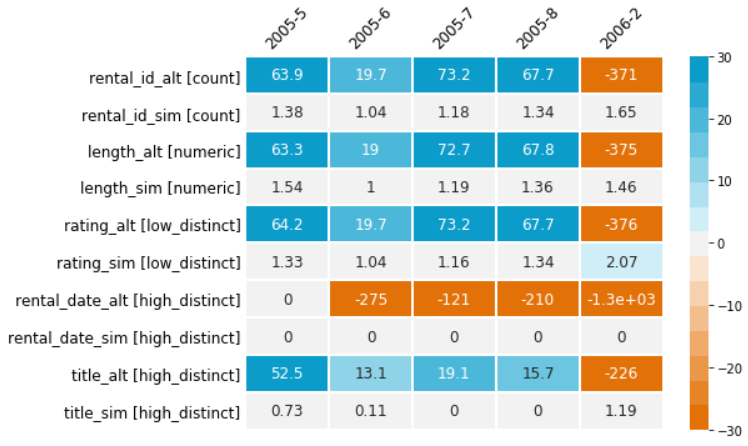 2005-5 2005-6 2005-7 2005-8 2006-2
rental_id_alt [count] 63.9 19.7 73.2 67.7 -371
rental_id_sim [count] 1.38 1.04 1.18 1.34 1.65
length_alt [numeric] 63.3 19 72.7 67.8 -375
length_sim [numeric] 1.54 1 1.19 1.36 1.46
rating_alt [low_distinct] 64.2 19.7 73.2 67.7 -376
rating_sim [low_distinct] 1.33 1.04 1.16 1.34 2.07
rental_date_alt [high_distinct] 0 -275 -121 -210 -1.3e+03
rental_date_sim [high_distinct] 0 0 0 0 0
title_alt [high_distinct] 52.5 13.1 19.1 15.7 -226
title_sim [high_distinct] 0.73 0.11 0 0 1.19
30
20
10
0
−10
−20
−30